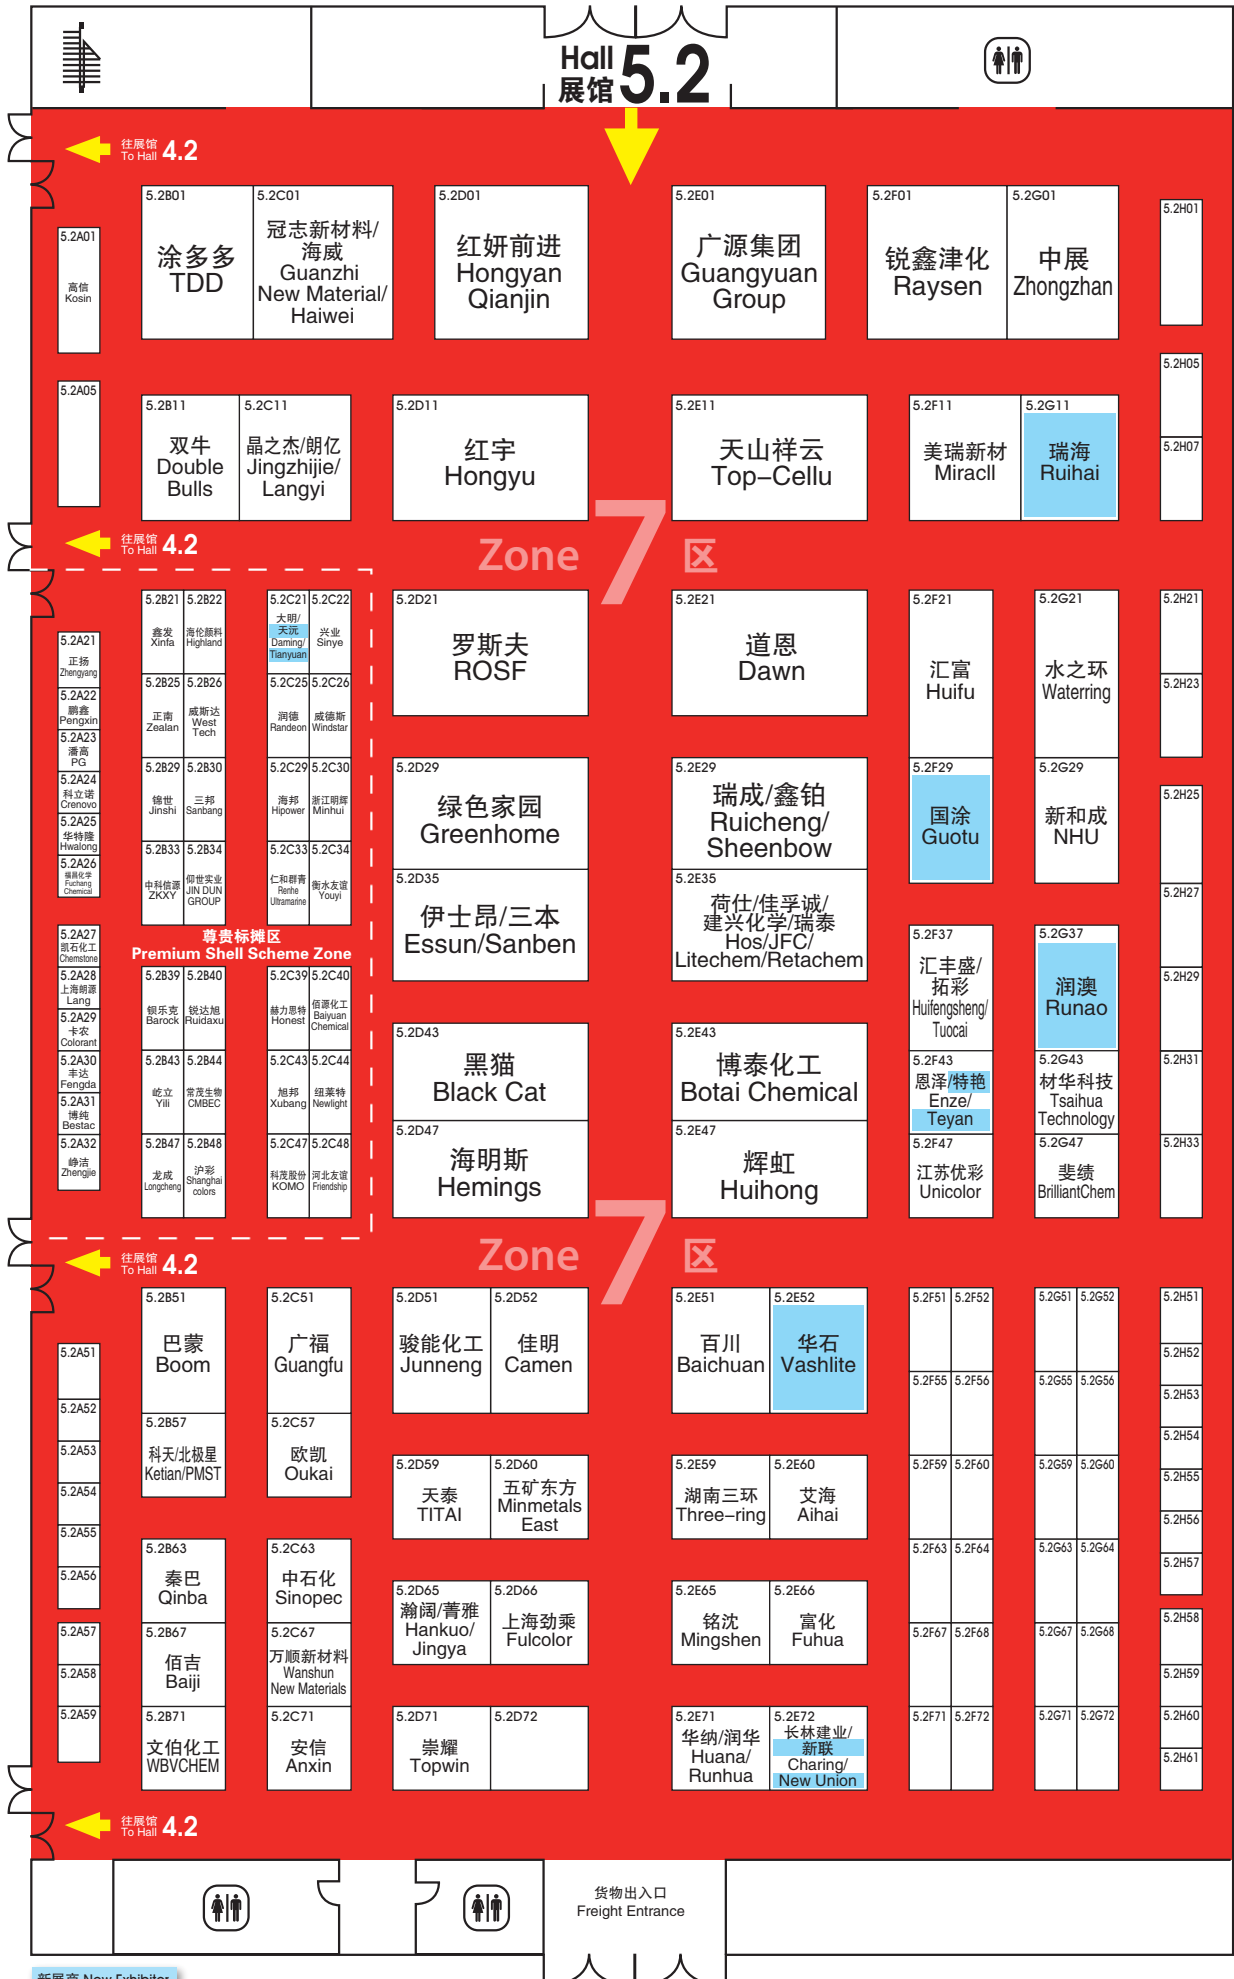 Hall
展馆 5.2
往展馆
To Hall 4.2
5.2A01
高信
Kosin
5.2B01
涂多多
TDD
5.2C01
冠志新材料/
海威
Guanzhi
New Material/
Haiwei
5.2D01
红妍前进
Hongyan
Qianjin
5.2E01
广源集团
Guangyuan
Group
5.2F01
锐鑫津化
Raysen
5.2G01
中展
Zhongzhan
5.2H01
5.2A05
5.2B11
双牛
Double
Bulls
5.2C11
晶之杰/朗亿
Jingzhijie/
Langyi
5.2D11
红宇
Hongyu
5.2E11
天山祥云
Top-Cellu
5.2F11
美瑞新材
Miracll
5.2G11
瑞海
Ruihai
5.2H05
5.2H07
往展馆
To Hall 4.2
Zone 7 区
5.2A21
正扬
Zhengyang
5.2A22
鹏鑫
Pengxin
5.2A23
潘高
PG
5.2A24
科立诺
Crenovo
5.2A25
华特隆
Hwalong
5.2A26
福昌化学
Fuchang
Chemical
5.2B21
鑫发
Xinfa
5.2B22
海伦颜料
Highland
5.2C21
大明/
天沅
Daming/
Tianyuan
5.2C22
兴业
Sinye
5.2B25
正南
Zealan
5.2B26
威斯达
West
Tech
5.2C25
润德
Randeon
5.2C26
威德斯
Windstar
5.2B29
锦世
Jinshi
5.2B30
三邦
Sanbang
5.2C29
海邦
Hipower
5.2C30
浙江明辉
Minhui
5.2B33
中科信源
ZKXY
5.2B34
仰世实业
JIN DUN
GROUP
5.2C33
仁和群青
Renhe
Ultramarine
5.2C34
衡水友谊
Youyi
5.2D21
罗斯夫
ROSF
5.2E21
道恩
Dawn
5.2F21
汇富
Huifu
5.2G21
水之环
Waterring
5.2H21
5.2H23
5.2D29
绿色家园
Greenhome
5.2E29
瑞成/鑫铂
Ruicheng/
Sheenbow
5.2F29
国涂
Guotu
5.2G29
新和成
NHU
5.2H25
5.2D35
伊士昂/三本
Essun/Sanben
5.2E35
荷仕/佳孚诚/
建兴化学/瑞泰
Hos/JFC/
Litechem/Retachem
5.2H27
尊贵标摊区
Premium Shell Scheme Zone
5.2A27
凯石化工
Chemstone
5.2A28
上海朗源
Lang
5.2A29
卡农
Colorant
5.2A30
丰达
Fengda
5.2A31
博纯
Bestac
5.2A32
峥洁
Zhengjie
5.2B39
钡乐克
Barock
5.2B40
锐达旭
Ruidaxu
5.2C39
赫力思特
Honest
5.2C40
佰源化工
Baiyuan
Chemical
5.2B43
屹立
Yili
5.2B44
常茂生物
CMBEC
5.2C43
旭邦
Xubang
5.2C44
纽莱特
Newlight
5.2B47
龙成
Longcheng
5.2B48
沪彩
Shanghai
colors
5.2C47
科茂股份
KOMO
5.2C48
河北友谊
Friendship
5.2F37
汇丰盛/
拓彩
Huifengsheng/
Tuocai
5.2G37
润澳
Runao
5.2H29
5.2D43
黑猫
Black Cat
5.2E43
博泰化工
Botai Chemical
5.2F43
恩泽/特艳
Enze/
Teyan
5.2G43
材华科技
Tsaihua
Technology
5.2H31
5.2D47
海明斯
Hemings
5.2E47
辉虹
Huihong
5.2F47
江苏优彩
Unicolor
5.2G47
斐绩
BrilliantChem
5.2H33
往展馆
To Hall 4.2
Zone 7 区
5.2A51
5.2A52
5.2A53
5.2A54
5.2A55
5.2A56
5.2A57
5.2A58
5.2A59
5.2B51
巴蒙
Boom
5.2C51
广福
Guangfu
5.2D51
骏能化工
Junneng
5.2D52
佳明
Camen
5.2E51
百川
Baichuan
5.2E52
华石
Vashlite
5.2F51 5.2F52
5.2G51 5.2G52
5.2H51
5.2H52
5.2F55 5.2F56
5.2G55 5.2G56
5.2H53
5.2H54
5.2B57
科天/北极星
Ketian/PMST
5.2C57
欧凯
Oukai
5.2D59
天泰
TITAI
5.2D60
五矿东方
Minmetals
East
5.2E59
湖南三环
Three-ring
5.2E60
艾海
Aihai
5.2F59 5.2F60
5.2G59 5.2G60
5.2H55
5.2H56
5.2B63
秦巴
Qinba
5.2C63
中石化
Sinopec
5.2D65
瀚阔/菁雅
Hankuo/
Jingya
5.2D66
上海劲乘
Fulcolor
5.2E65
铭沈
Mingshen
5.2E66
富化
Fuhua
5.2F63 5.2F64
5.2G63 5.2G64
5.2H57
5.2H58
5.2B67
佰吉
Baiji
5.2C67
万顺新材料
Wanshun
New Materials
5.2F67 5.2F68
5.2G67 5.2G68
5.2H59
5.2B71
文伯化工
WBVCHEM
5.2C71
安信
Anxin
5.2D71
崇耀
Topwin
5.2D72
5.2E71
华纳/润华
Huana/
Runhua
5.2E72
长林建业/
新联
Charing/
New Union
5.2F71 5.2F72
5.2G71 5.2G72
5.2H60
5.2H61
往展馆
To Hall 4.2
货物出入口
Freight Entrance
新展商 New Exhibitor